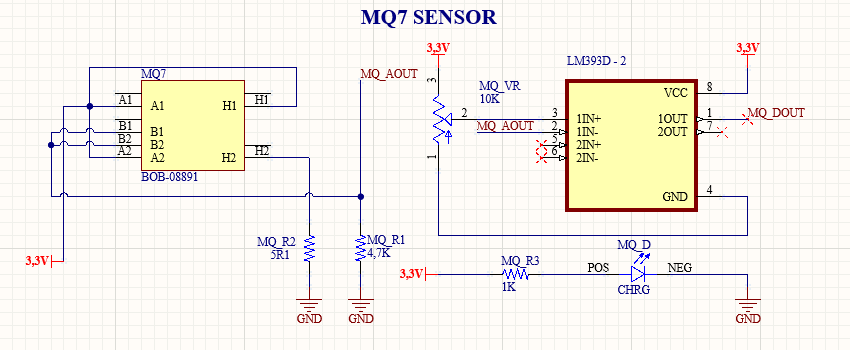 MQ7 SENSOR
MQ7
A1 A1 H1 H1
B1 B1
B2 B2
A2 A2 H2 H2
BOB-08891
MQ_AOUT
3,3V
MQ_R2
5R1
MQ_R1
4,7K
GND
GND
3,3V
3
MQ_VR
10K
2
1
MQ_AOUT
LM393D - 2
3,3V
VCC 8
3 1IN+ 1OUT 1 MQ_DOUT
2 1IN- 2OUT 7
5 2IN+
6 2IN-
GND 4
3,3V
MQ_R3
1K
POS
MQ_D
NEG
CHRG
GND